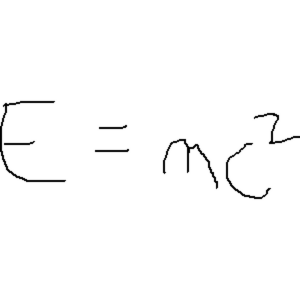 E = mc²